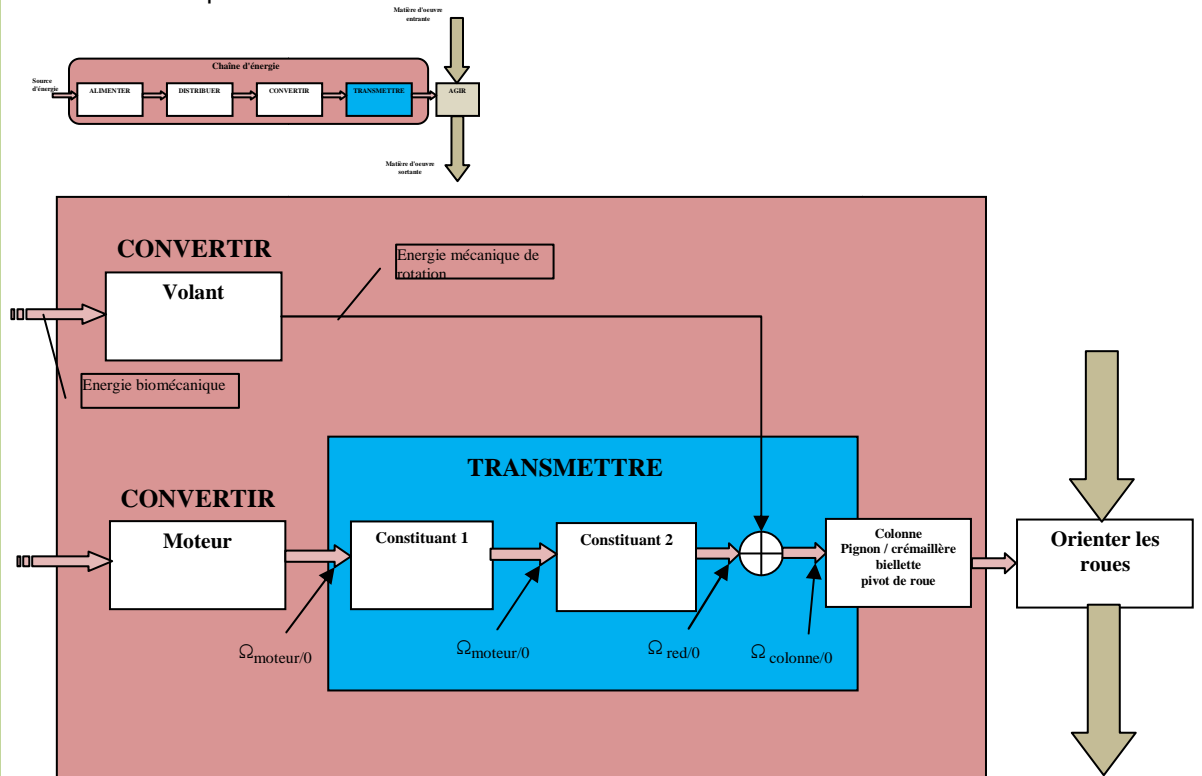 Matière d'oeuvre
entrante
Chaîne d'énergie
Source
d'énergie
ALIMENTER
DISTRIBUER
CONVERTIR
TRANSMETTRE
AGIR
Matière d'oeuvre
sortante
CONVERTIR
Volant
Energie mécanique de
rotation
Energie biomécanique
TRANSMETTRE
CONVERTIR
Moteur
Constituant 1
Constituant 2
Colonne
Pignon / crémaillère
biellette
pivot de roue
Orienter les
roues
Ωmoteur/0
Ωmoteur/0
Ω red/0
Ω colonne/0